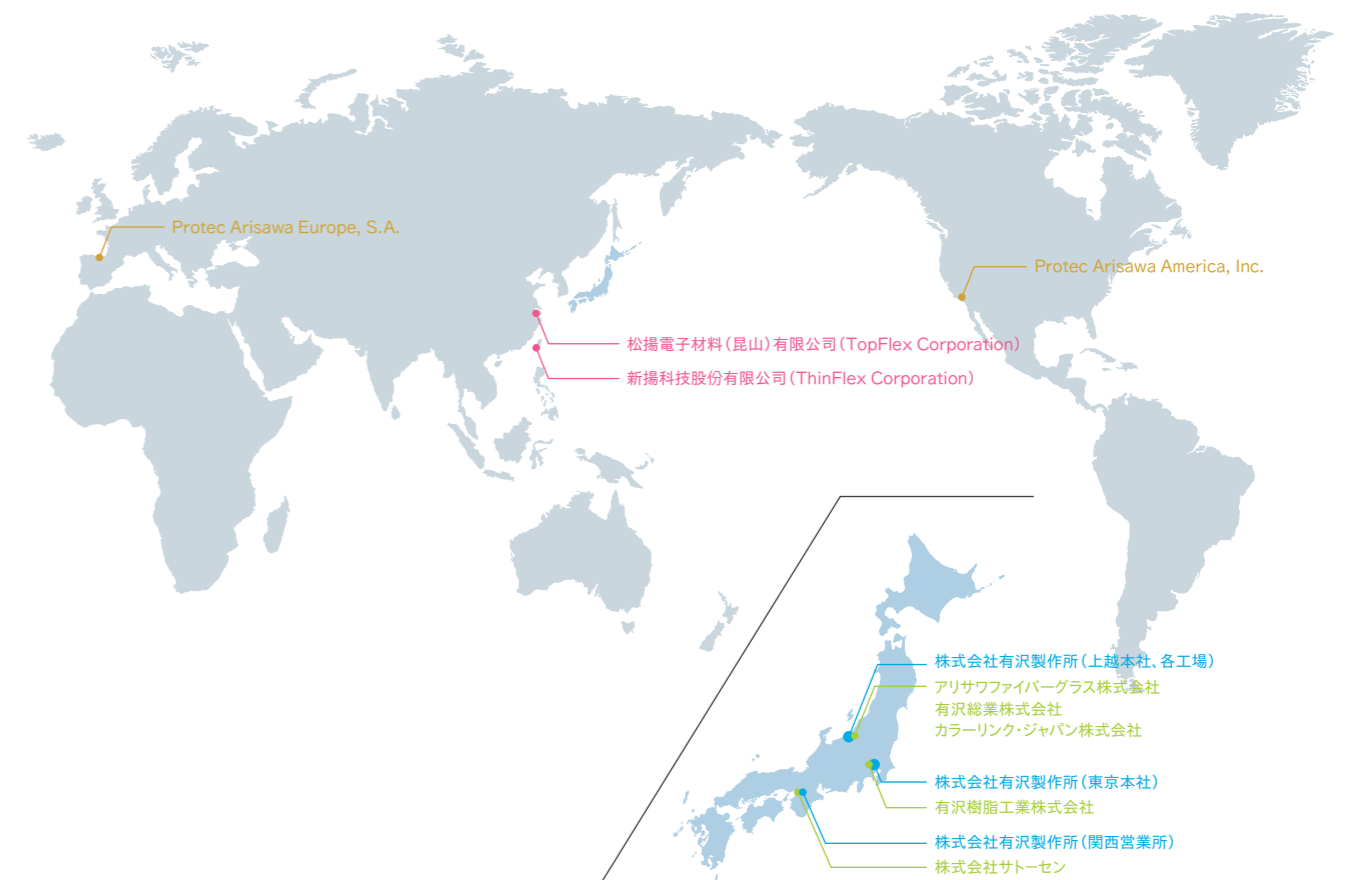 Protec Arisawa Europe, S.A.
Protec Arisawa America, Inc.
松揚電子材料（昆山）有限公司（TopFlex Corporation）
新揚科技股份有限公司（ThinFlex Corporation）
株式会社有沢製作所（上越本社、各工場）
アリサワファイバーグラス株式会社
有沢総業株式会社
カラーリンク・ジャパン株式会社
株式会社有沢製作所（東京本社）
有沢樹脂工業株式会社
株式会社有沢製作所（関西営業所）
株式会社サトーセン